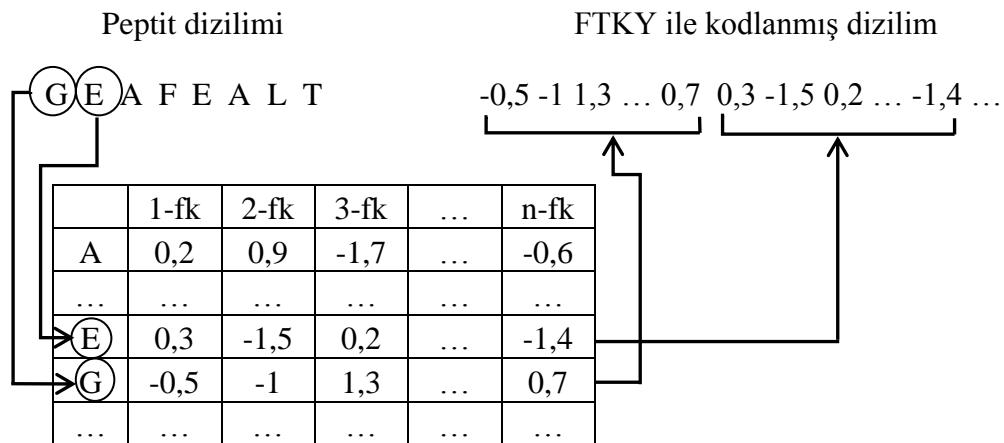 Peptit dizilimi FTKY ile kodlanmış dizilim
G E A F E A L T -0,5 -1 1,3 … 0,7 0,3 -1,5 0,2 … -1,4 …
1-fk 2-fk 3-fk … n-fk
A 0,2 0,9 -1,7 … -0,6
… … … … … …
E 0,3 -1,5 0,2 … -1,4
G -0,5 -1 1,3 … 0,7
… … … … … …